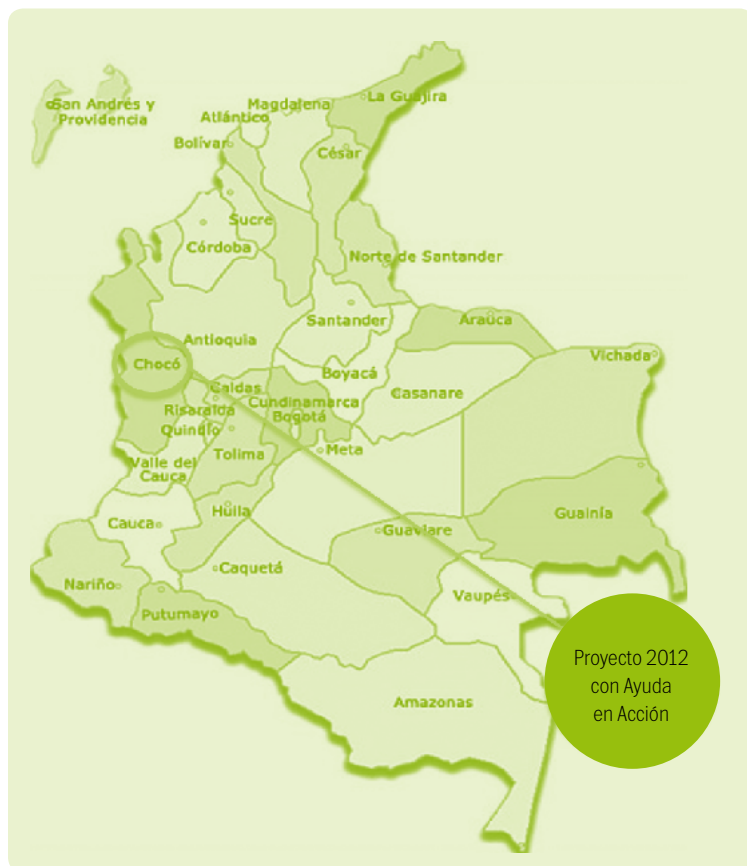 San Andrés y
Providencia
La Guajira
Magdalena
Atlántico
Bolívar
César
Sucre
Córdoba
Norte de Santander
Santander
Araúca
Antioquia
Vichada
Chocó
Boyacá
Casanare
Caldas
Cundinamarca
Risaralda
Bogotá
Quindío
Meta
Tolima
Valle del
Cauca
Huila
Guainía
Cauca
Guaviare
Caquetá
Nariño
Vaupés
Putumayo
Amazonas
Proyecto 2012
con Ayuda
en Acción